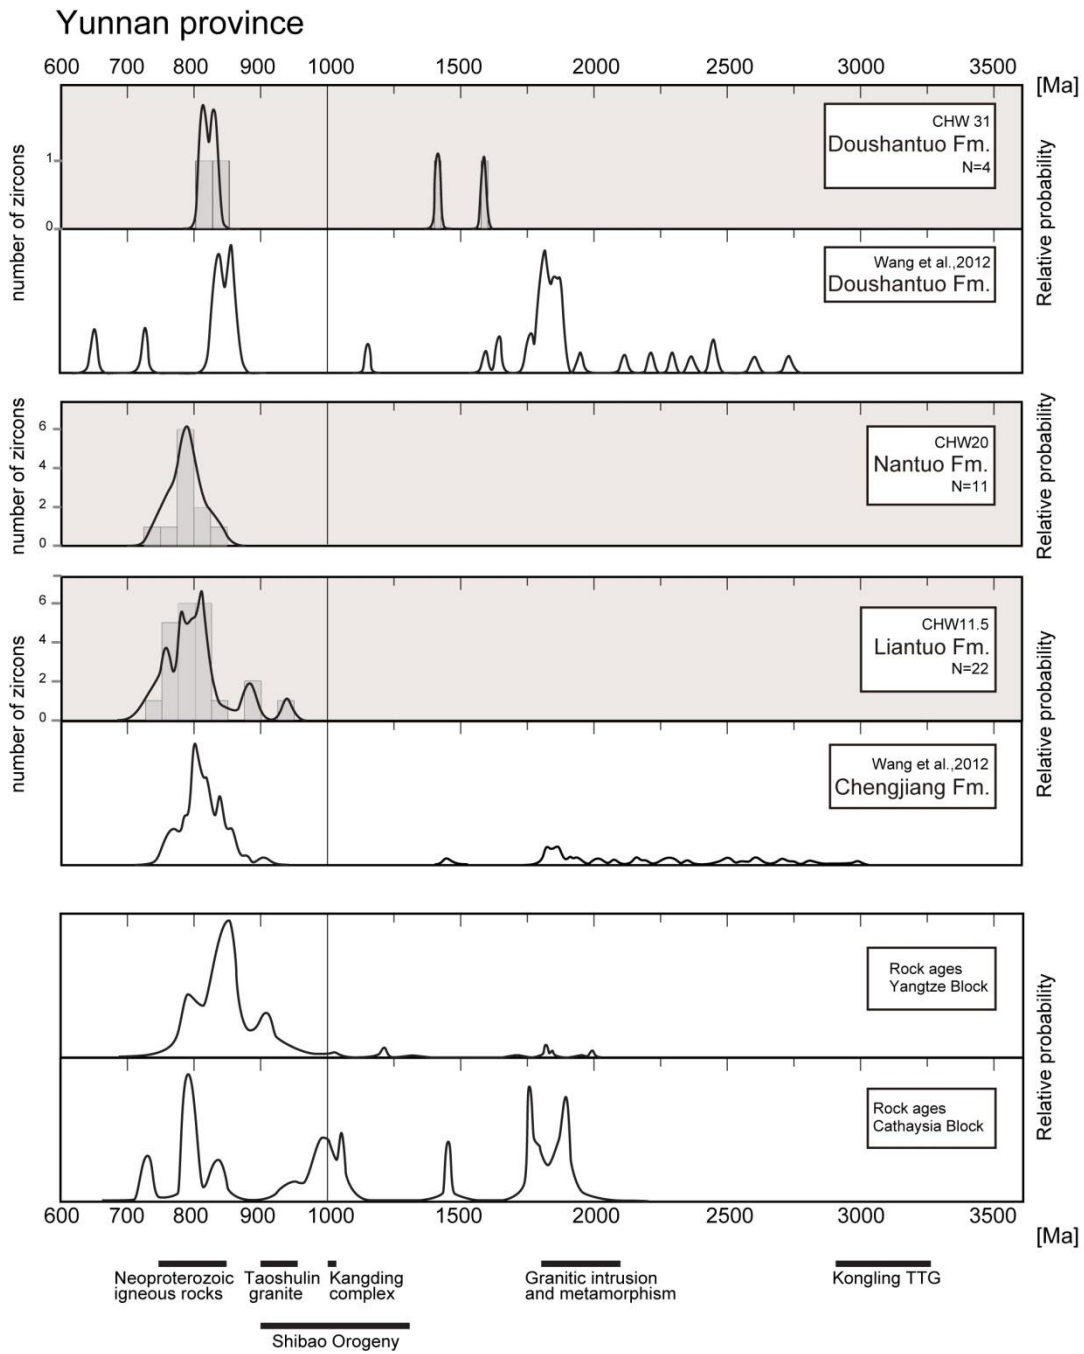 Yunnan province
600 700 800 900 1000 1500 2000 2500 3000 3500
[Ma]
number of zircons
1
0
CHW 31
Doushantuo Fm.
N=4
Relative probability
Wang et al.,2012
Doushantuo Fm.
number of zircons
6
4
2
0
CHW20
Nantuo Fm.
N=11
Relative probability
number of zircons
6
4
2
0
CHW11.5
Liantuo Fm.
N=22
Relative probability
Wang et al.,2012
Chengjiang Fm.
Rock ages
Yangtze Block
Relative probability
Rock ages
Cathaysia Block
600 700 800 900 1000 1500 2000 2500 3000 3500
[Ma]
Neoproterozoic
igneous rocks
Taoshulin
granite
Kangding
complex
Granitic intrusion
and metamorphism
Kongling TTG
Shibao Orogeny